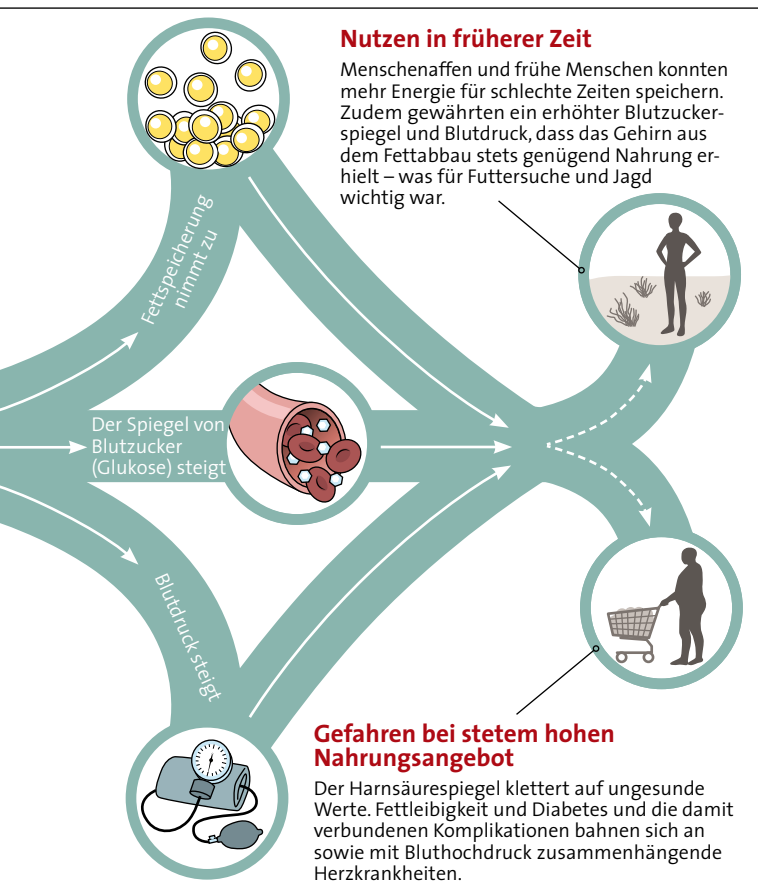 Nutzen in früherer Zeit
Menschenaffen und frühe Menschen konnten
mehr Energie für schlechte Zeiten speichern.
Zudem gewährten ein erhöhter Blutzucker-
spiegel und Blutdruck, dass das Gehirn aus
dem Fettabbau stets genügend Nahrung er-
hielt – was für Futtersuche und Jagd
wichtig war.
Fettspeicherung
nimmt zu
Der Spiegel von
Blutzucker
(Glukose) steigt
Blutdruck steigt
Gefahren bei stetem hohen
Nahrungsangebot
Der Harnsäurespiegel klettert auf ungesunde
Werte. Fettleibigkeit und Diabetes und die damit
verbundenen Komplikationen bahnen sich an
sowie mit Bluthochdruck zusammenhängende
Herzkrankheiten.